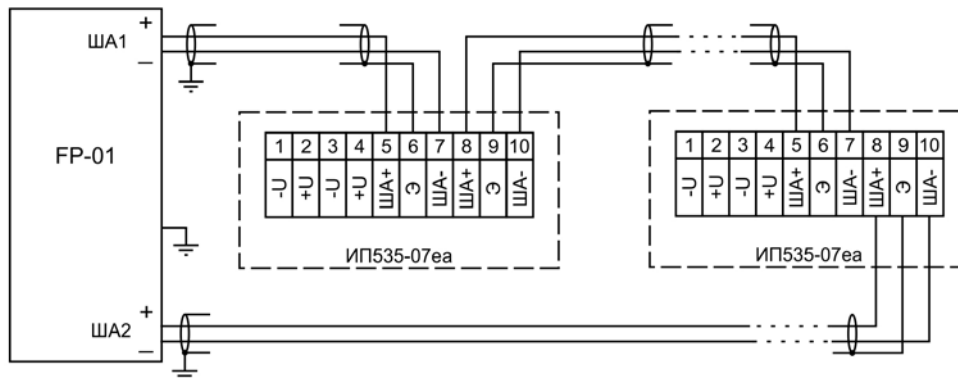 +
ША1
–
FP-01
+
ША2
–
1 2 3 4 5 6 7 8 9 10
-U +U -U +U ША+ Э ША- ША+ Э ША-
ИП535-07еа
1 2 3 4 5 6 7 8 9 10
-U +U -U +U ША+ Э ША- ША+ Э ША-
ИП535-07еа